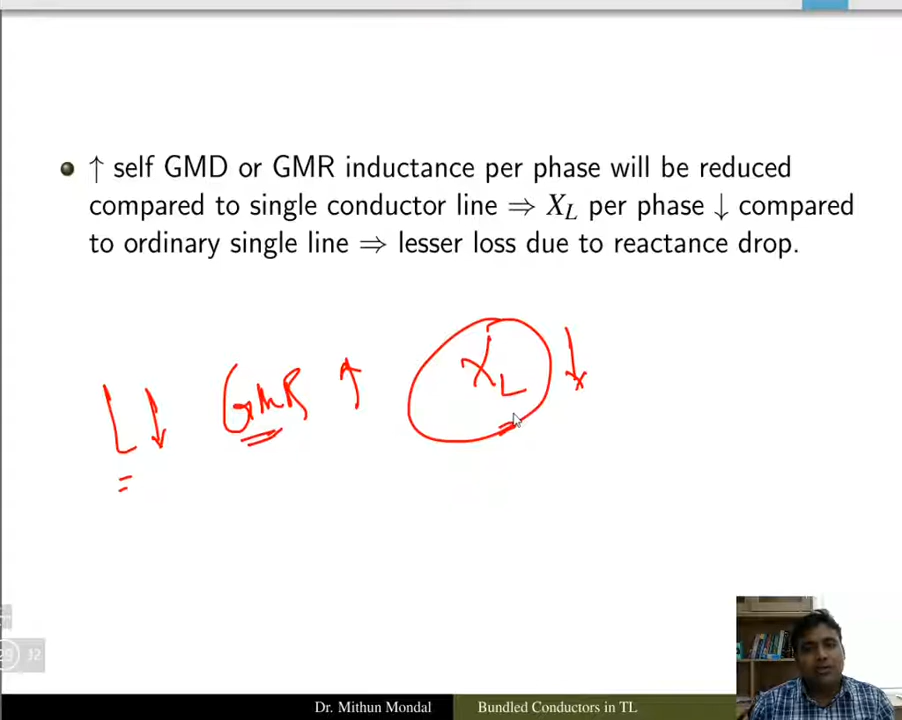 ↑ self GMD or GMR inductance per phase will be reduced
compared to single conductor line ⇒ X_L per phase ↓ compared
to ordinary single line ⇒ lesser loss due to reactance drop.
L ↓ GMR ↑ X_L ↓
32
Dr. Mithun Mondal Bundled Conductors in TL